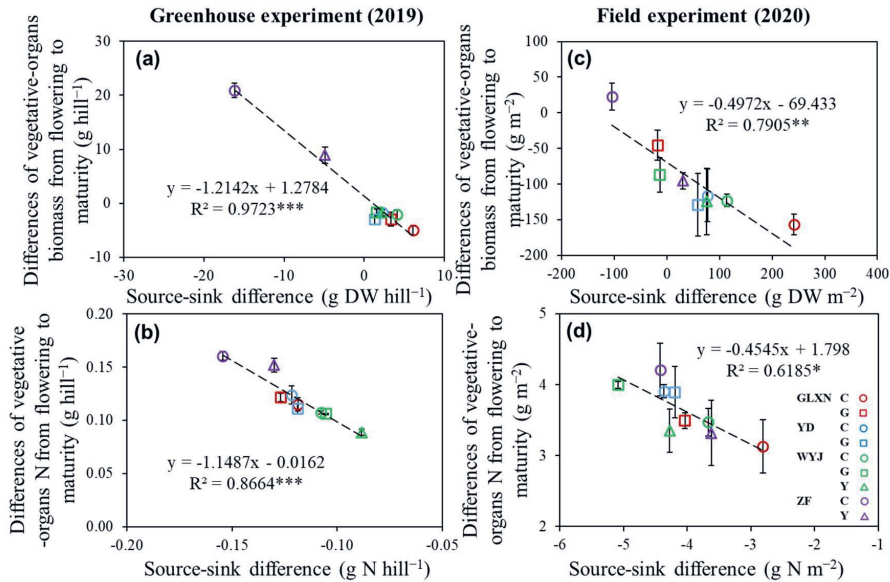 Greenhouse experiment (2019)
Field experiment (2020)
Differences of vegetative-organs
biomass from flowering to
maturity (g hill⁻¹)
30
20
10
0
-10
(a)
y = -1.2142x + 1.2784
R² = 0.9723***
-30
-20
-10
0
10
Source-sink difference (g DW hill⁻¹)
Differences of vegetative-organs
biomass from flowering to
maturity (g m⁻²)
100
50
0
-50
-100
-150
-200
(c)
y = -0.4972x - 69.433
R² = 0.7905**
-200
-100
0
100
200
300
400
Source-sink difference (g DW m⁻²)
Differences of vegetative
-organs N from flowering to
maturity (g hill⁻¹)
0.20
0.15
0.10
0.05
0.00
(b)
y = -1.1487x - 0.0162
R² = 0.8664***
-0.20
-0.15
-0.10
-0.05
Source-sink difference (g N hill⁻¹)
Differences of vegetative-
organs N from flowering to
maturity (g m⁻²)
5
4
3
2
(d)
y = -0.4545x + 1.798
R² = 0.6185*
GLXN C
G
YD C
G
WYJ C
G
Y
ZF C
Y
-6
-5
-4
-3
-2
-1
Source-sink difference (g N m⁻²)